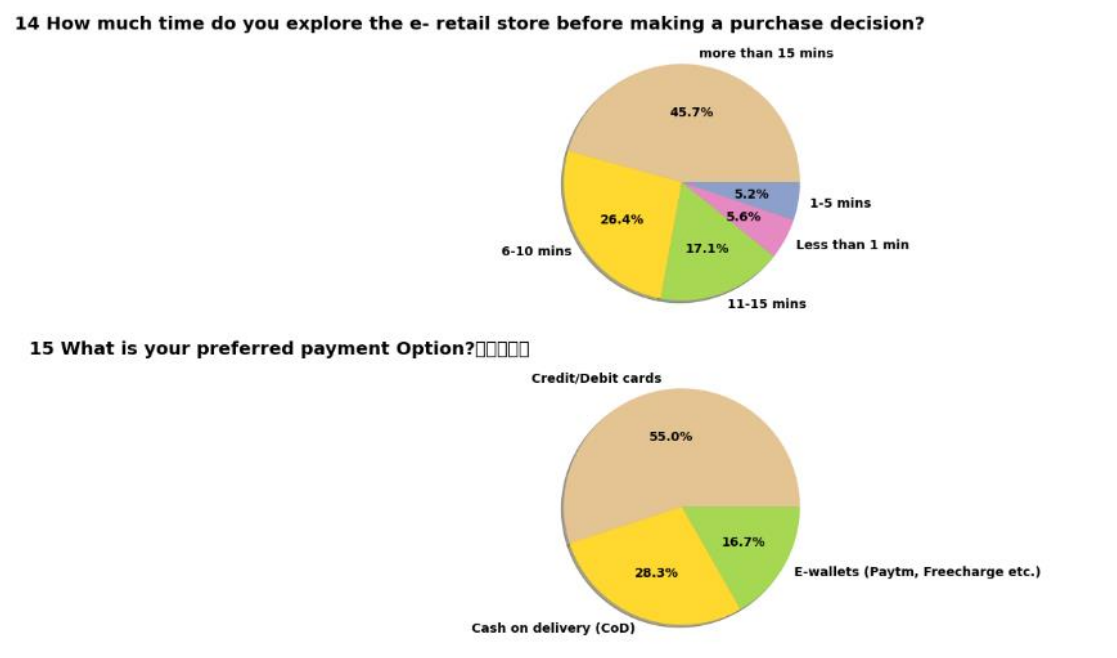 14 How much time do you explore the e- retail store before making a purchase decision?
more than 15 mins
45.7%
5.2%
1-5 mins
5.6%
26.4%
Less than 1 min
17.1%
6-10 mins
11-15 mins
15 What is your preferred payment Option?
Credit/Debit cards
55.0%
16.7%
E-wallets (Paytm, Freecharge etc.)
28.3%
Cash on delivery (CoD)